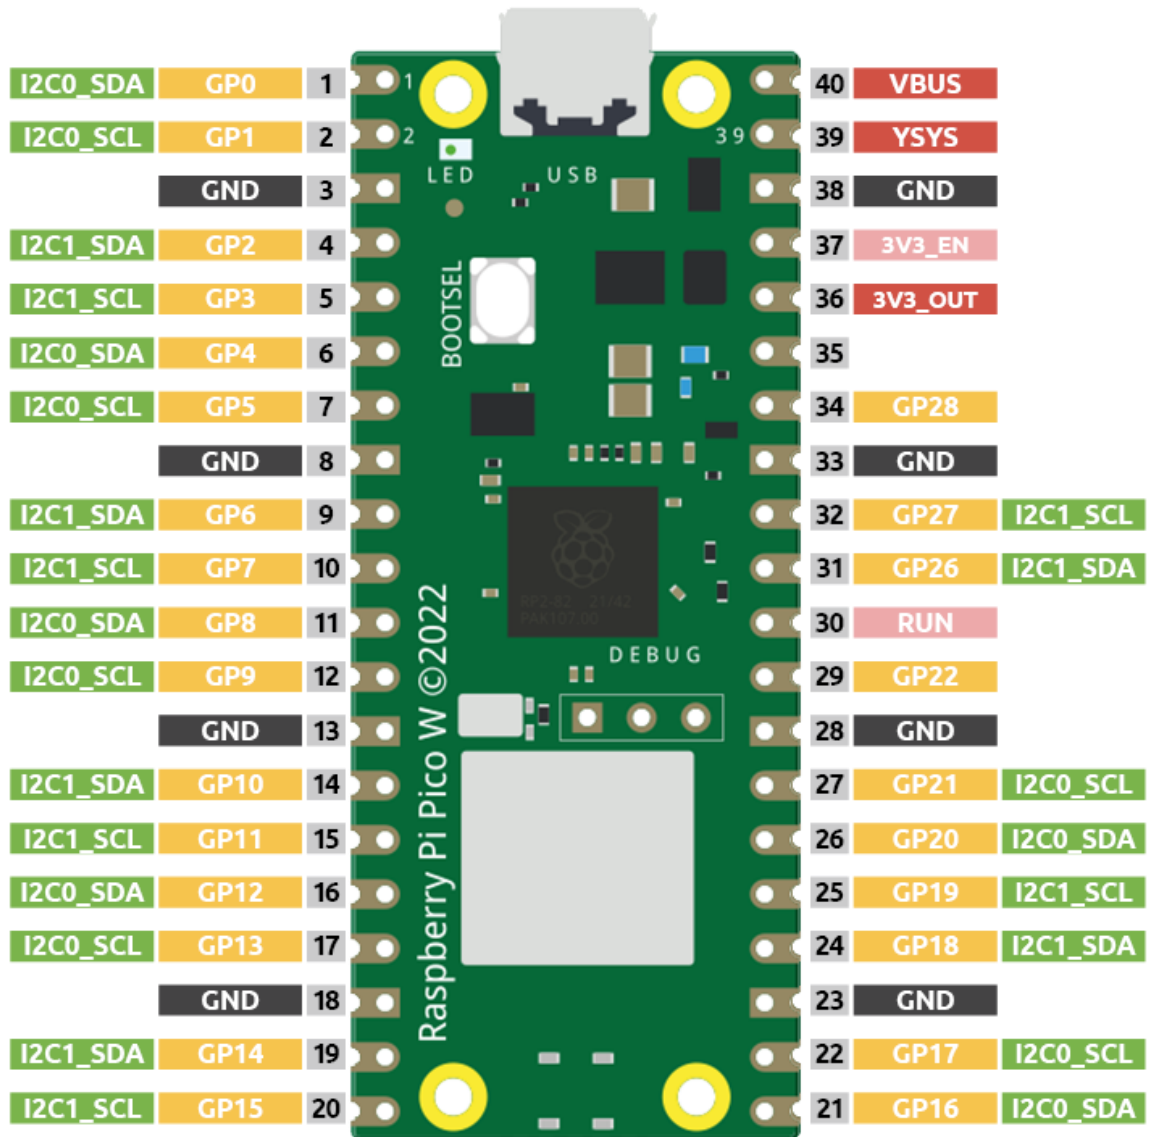 I2C0_SDA GP0 1 1 40 VBUS
I2C0_SCL GP1 2 2 39 39 YSYS
GND 3 LED USB 38 GND
I2C1_SDA GP2 4 37 3V3_EN
I2C1_SCL GP3 5 BOOTSEL 36 3V3_OUT
I2C0_SDA GP4 6 35
I2C0_SCL GP5 7 34 GP28
GND 8 33 GND
I2C1_SDA GP6 9 32 GP27 I2C1_SCL
I2C1_SCL GP7 10 31 GP26 I2C1_SDA
RP2-82 21/42
PAK107.00
I2C0_SDA GP8 11 30 RUN
DEBUG
I2C0_SCL GP9 12 29 GP22
GND 13 28 GND
I2C1_SDA GP10 14 27 GP21 I2C0_SCL
Raspberry Pi Pico W ©2022
I2C1_SCL GP11 15 26 GP20 I2C0_SDA
I2C0_SDA GP12 16 25 GP19 I2C1_SCL
I2C0_SCL GP13 17 24 GP18 I2C1_SDA
GND 18 23 GND
I2C1_SDA GP14 19 22 GP17 I2C0_SCL
I2C1_SCL GP15 20 21 GP16 I2C0_SDA